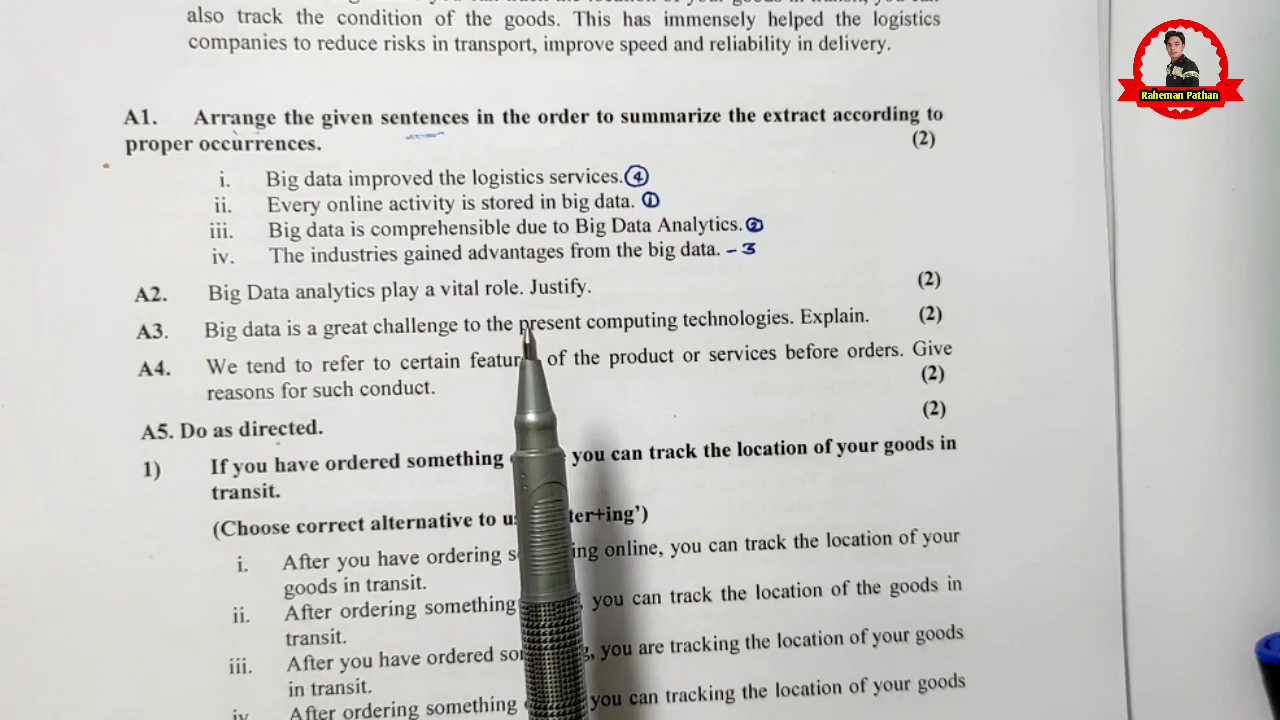 also track the condition of the goods. This has immensely helped the logistics
companies to reduce risks in transport, improve speed and reliability in delivery.
Raheman Pathan
A1. Arrange the given sentences in the order to summarize the extract according to
proper occurrences. (2)
i. Big data improved the logistics services. 4
ii. Every online activity is stored in big data. 1
iii. Big data is comprehensible due to Big Data Analytics. 2
iv. The industries gained advantages from the big data. - 3
A2. Big Data analytics play a vital role. Justify. (2)
A3. Big data is a great challenge to the present computing technologies. Explain. (2)
A4. We tend to refer to certain of the product or services before orders. Give
reasons for such conduct. (2)
A5. Do as directed. (2)
1) If you have ordered something you can track the location of your goods in
transit.
(Choose correct alternative to
i. After you have ordering online, you can track the location of your
goods in transit.
ii. After ordering something you can track the location of the goods in
transit.
iii. After you have ordered you are tracking the location of your goods
in transit.
iv. After ordering something you can tracking the location of your goods